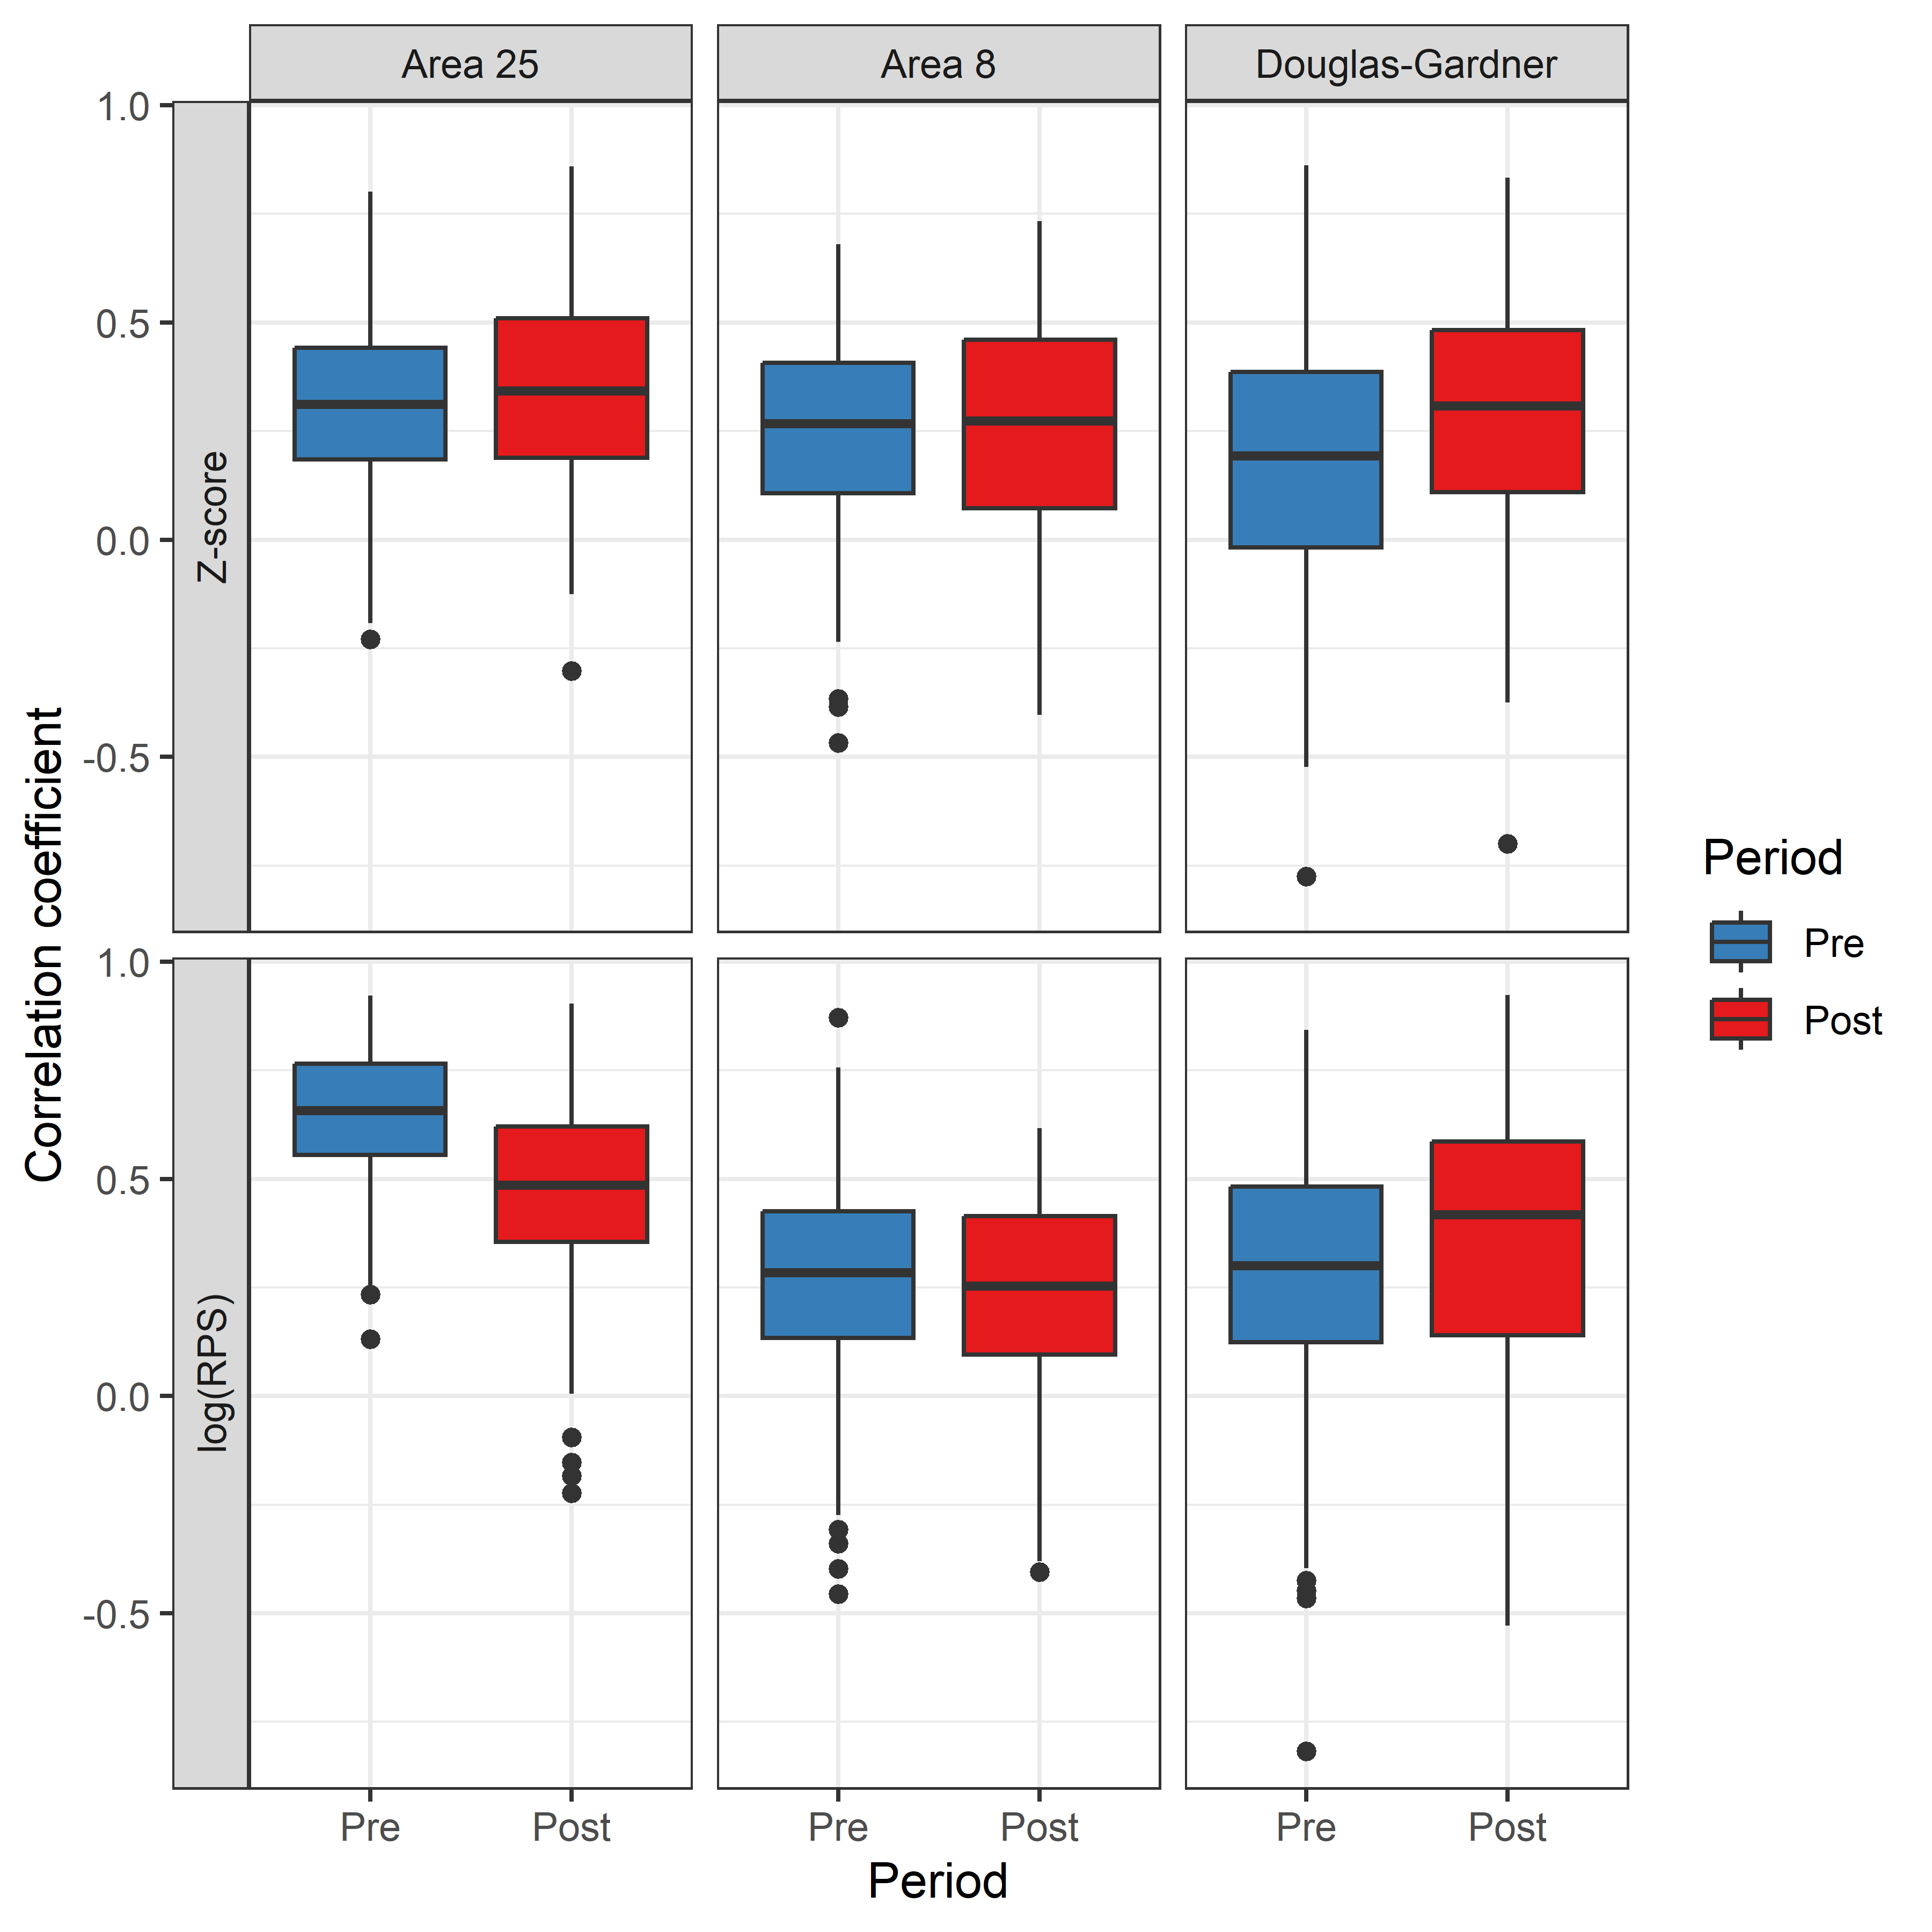 Area 25
Area 8
Douglas-Gardner
Z-score
1.0
0.5
0.0
-0.5
log(RPS)
1.0
0.5
0.0
-0.5
Correlation coefficient
Pre
Post
Pre
Post
Pre
Post
Period
Period
Pre
Post